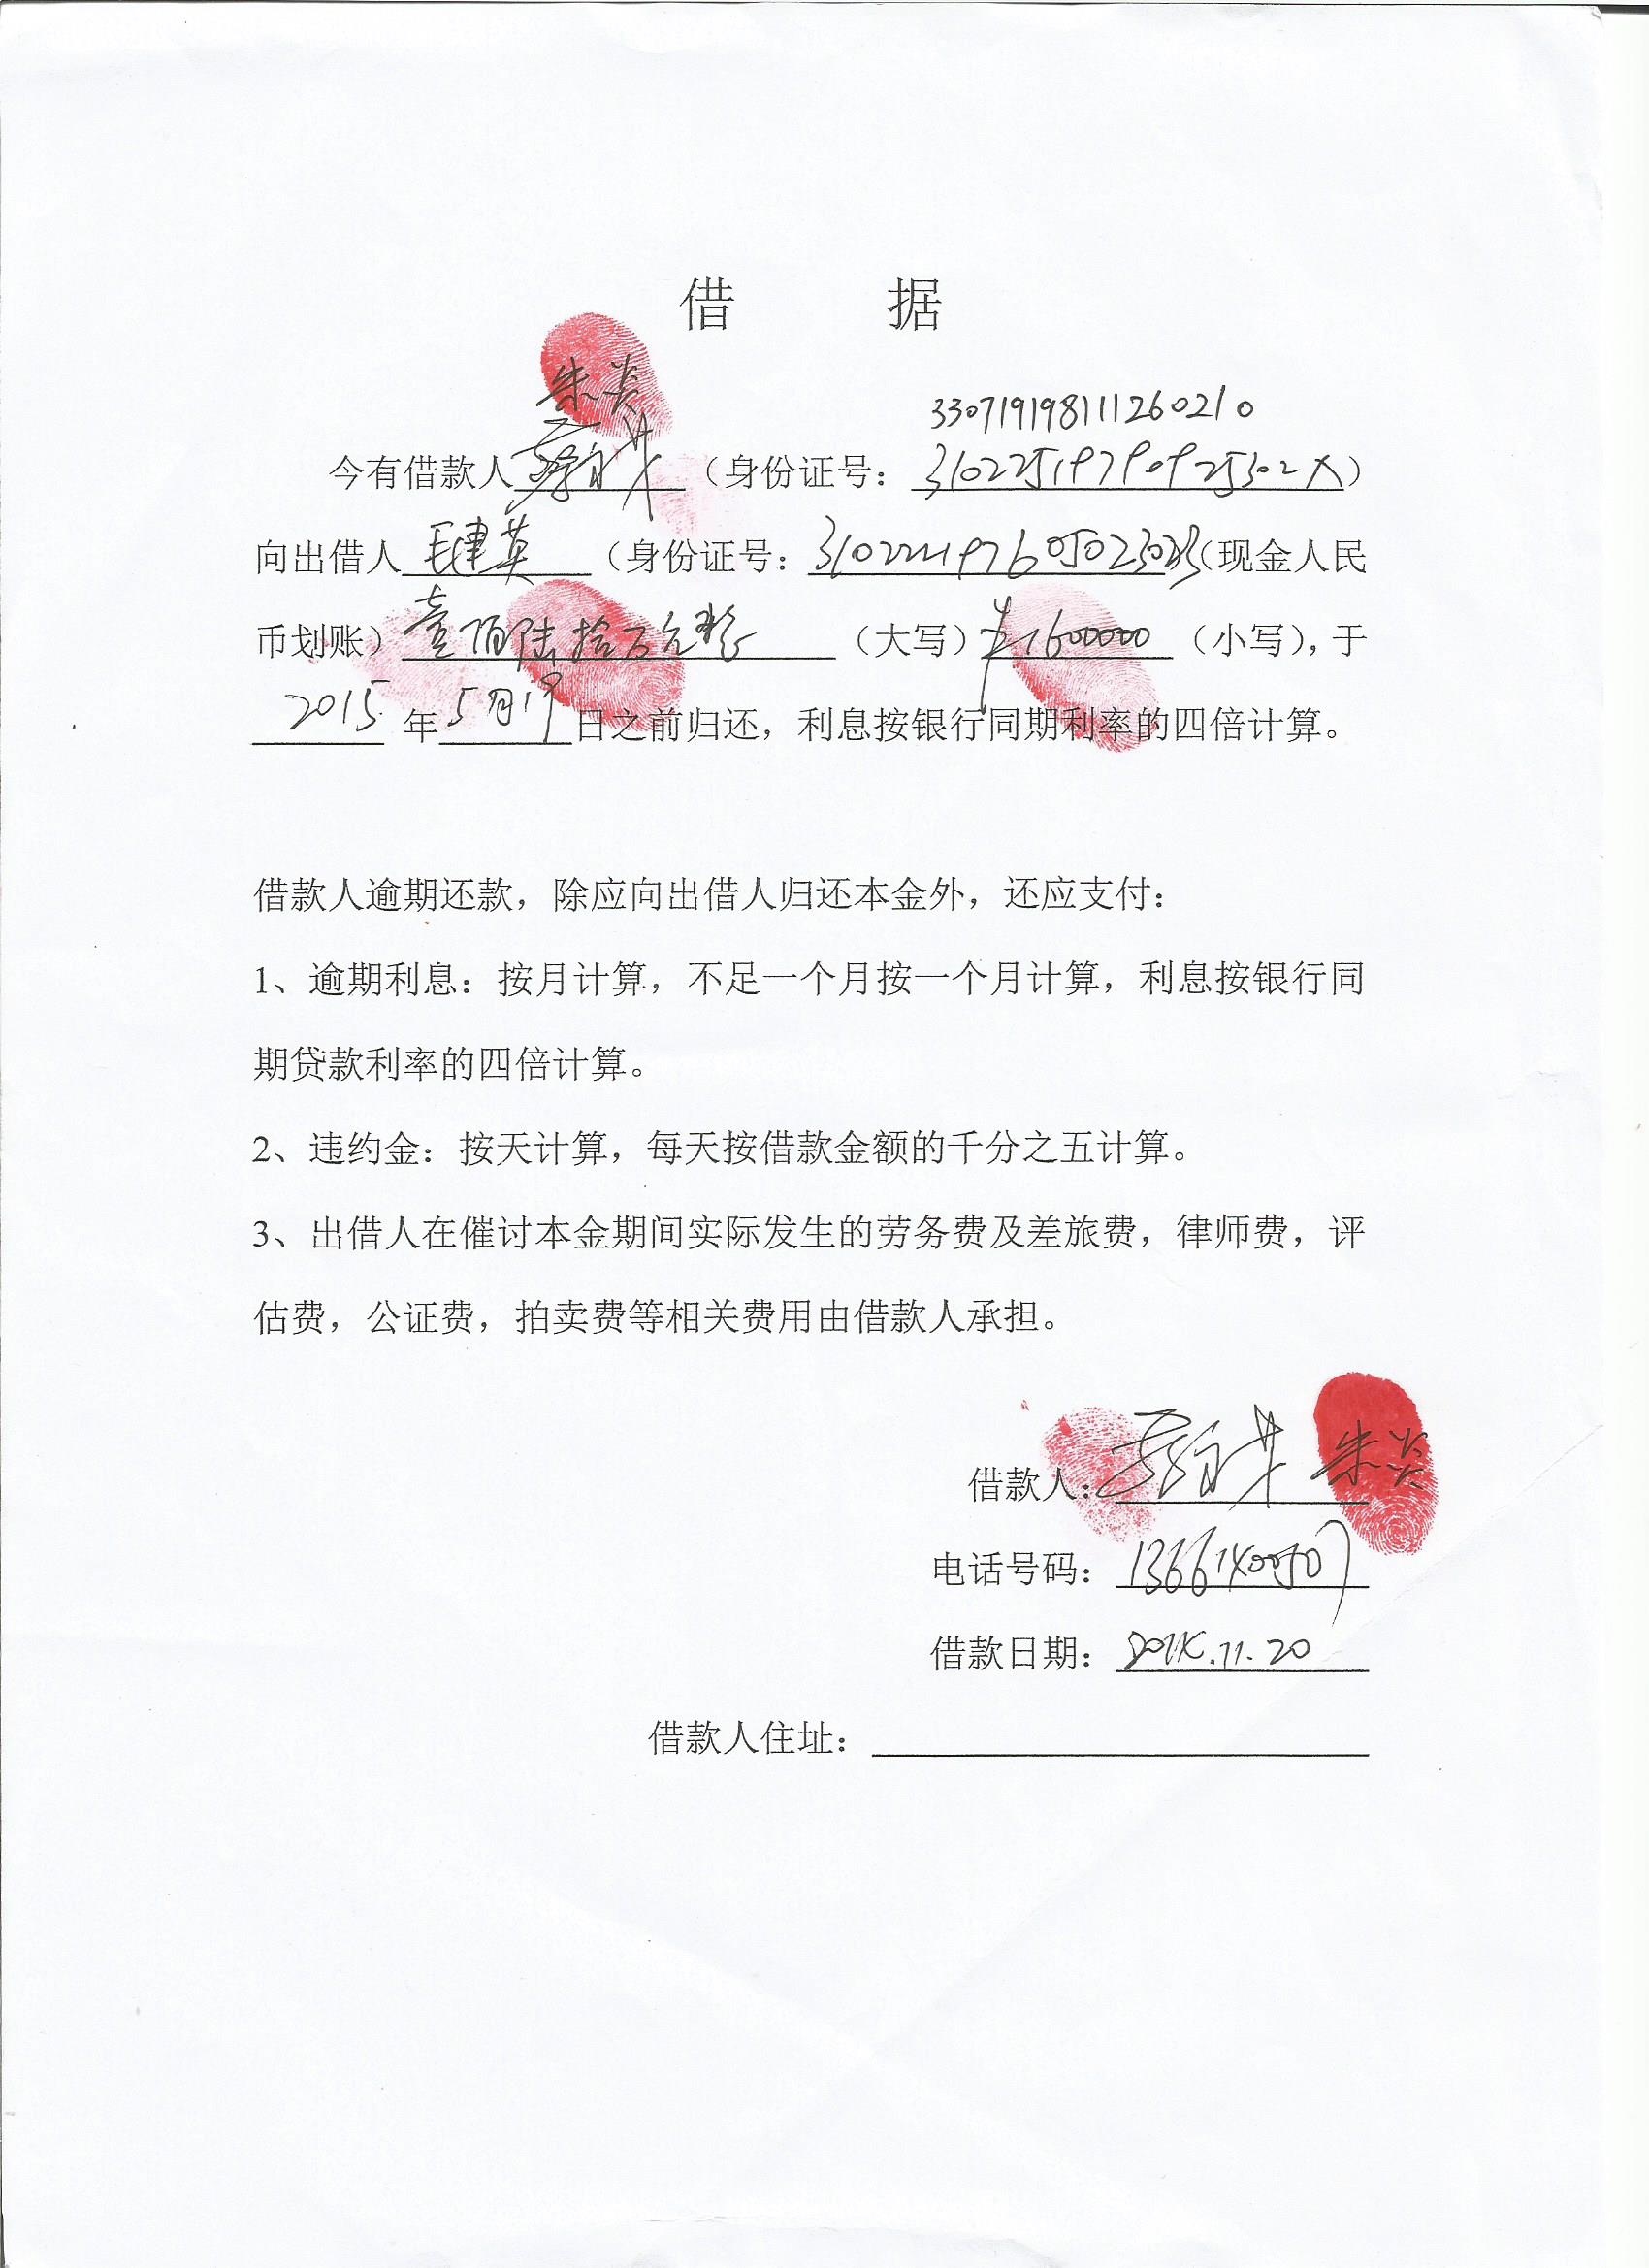 借 据
朱炎
330719198111260210
今有借款人（身份证号：）
向出借人 毛建英 （身份证号：（现金人民
币划账）壹佰陆拾万元整（大写）¥1600000（小写），于
2015 年 5月19 日之前归还，利息按银行同期利率的四倍计算。
借款人逾期还款，除应向出借人归还本金外，还应支付：
1、逾期利息：按月计算，不足一个月按一个月计算，利息按银行同
期贷款利率的四倍计算。
2、违约金：按天计算，每天按借款金额的千分之五计算。
3、出借人在催讨本金期间实际发生的劳务费及差旅费，律师费，评
估费，公证费，拍卖费等相关费用由借款人承担。
借款人： 朱炎
电话号码：
借款日期：2014.11.20
借款人住址：